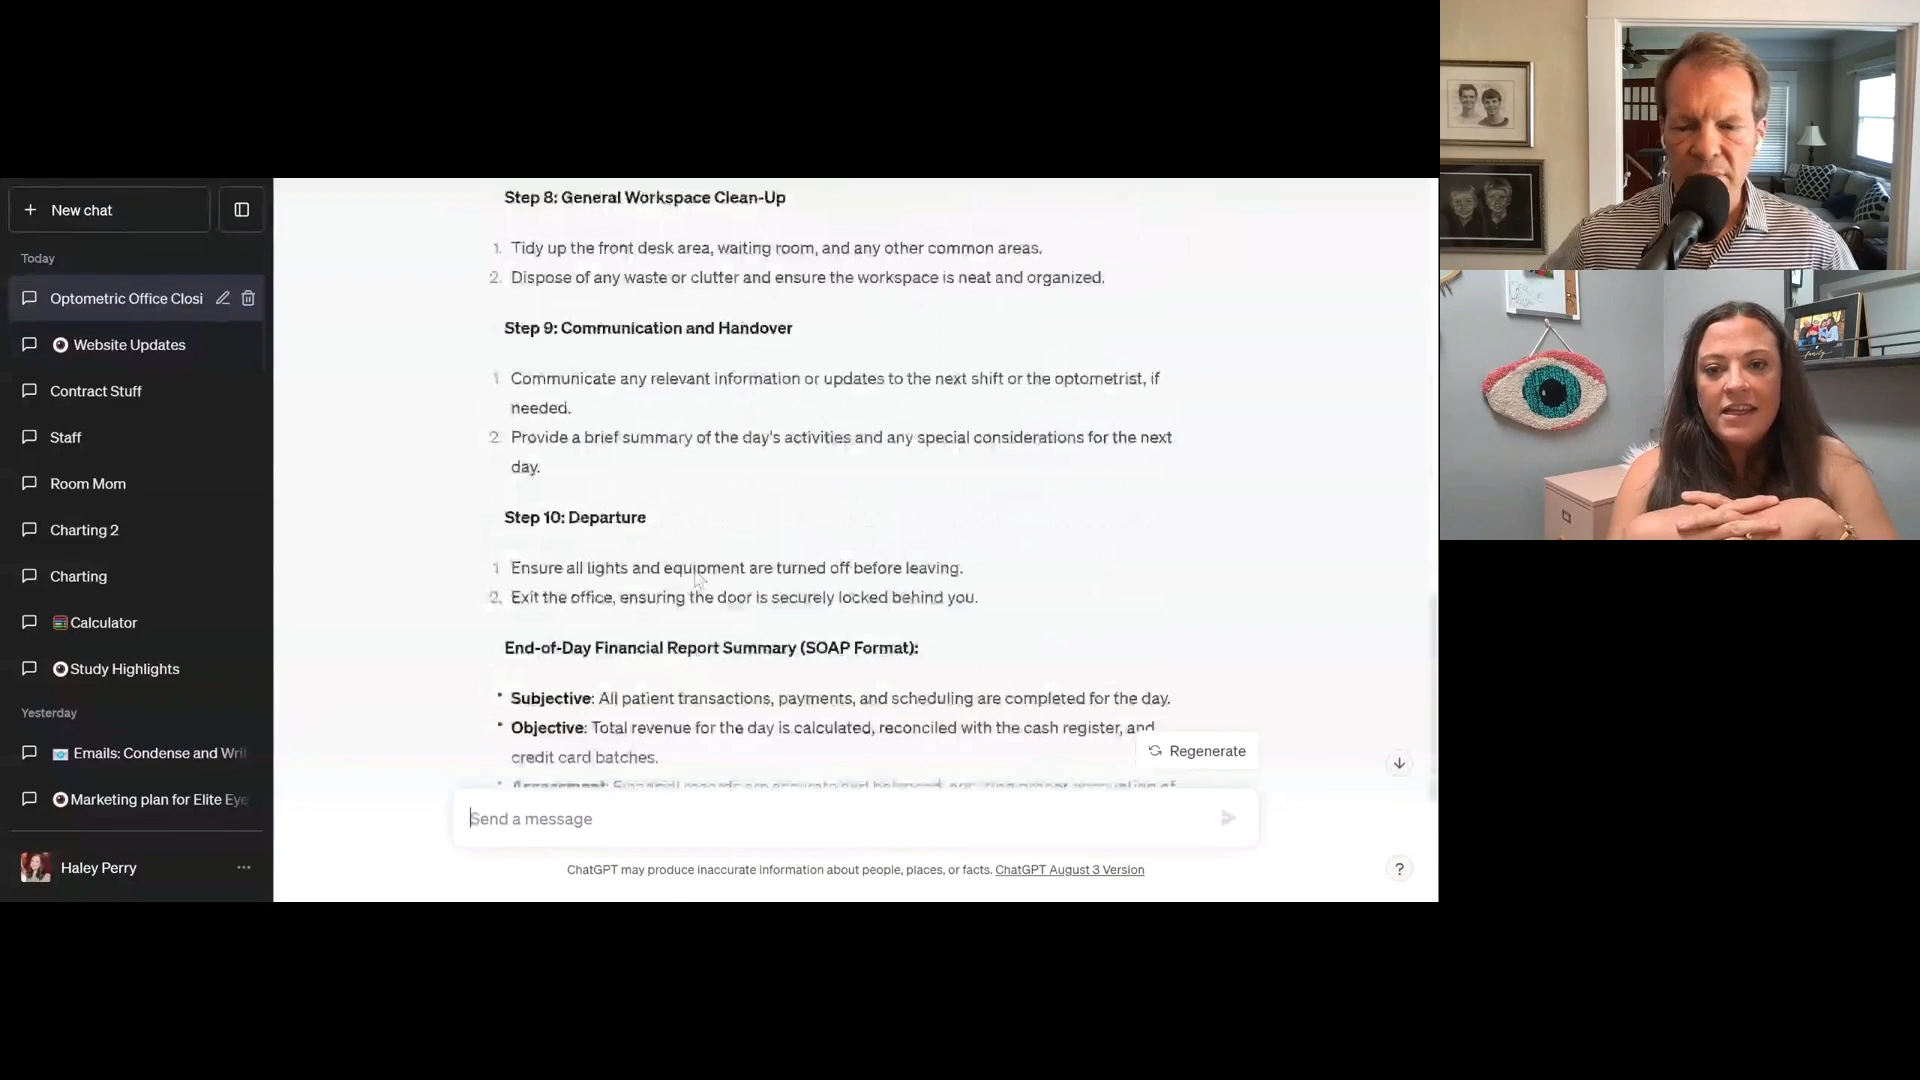 New chat
Today
Optometric Office Closi
Website Updates
Contract Stuff
Staff
Room Mom
Charting 2
Charting
Calculator
Study Highlights
Yesterday
Emails: Condense and Wri
Marketing plan for Elite Eye
Haley Perry
Step 8: General Workspace Clean-Up
1. Tidy up the front desk area, waiting room, and any other common areas.
2. Dispose of any waste or clutter and ensure the workspace is neat and organized.
Step 9: Communication and Handover
1 Communicate any relevant information or updates to the next shift or the optometrist, if
needed.
2 Provide a brief summary of the day's activities and any special considerations for the next
day.
Step 10: Departure
1 Ensure all lights and equipment are turned off before leaving.
2. Exit the office, ensuring the door is securely locked behind you.
End-of-Day Financial Report Summary (SOAP Format):
• Subjective: All patient transactions, payments, and scheduling are completed for the day.
• Objective: Total revenue for the day is calculated, reconciled with the cash register, and
credit card batches.
Regenerate
Send a message
ChatGPT may produce inaccurate information about people, places, or facts. ChatGPT August 3 Version
?
family